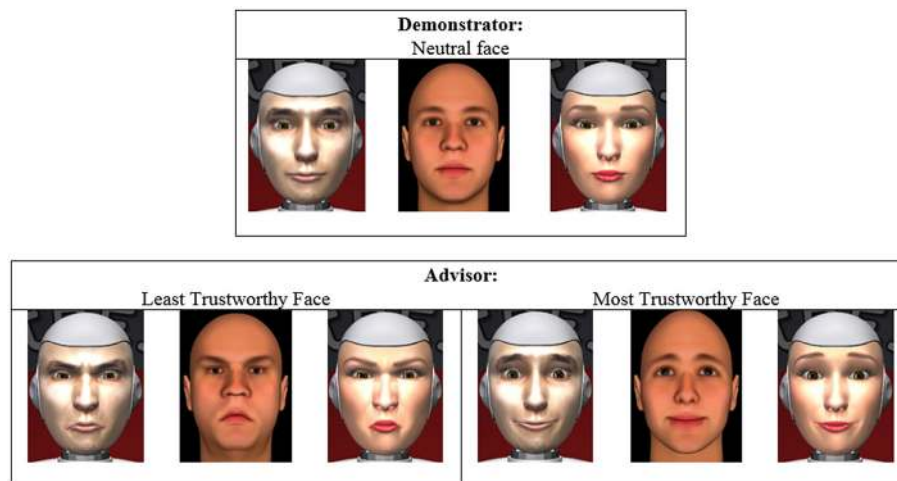 Demonstrator:
Neutral face
Advisor:
Least Trustworthy Face
Most Trustworthy Face